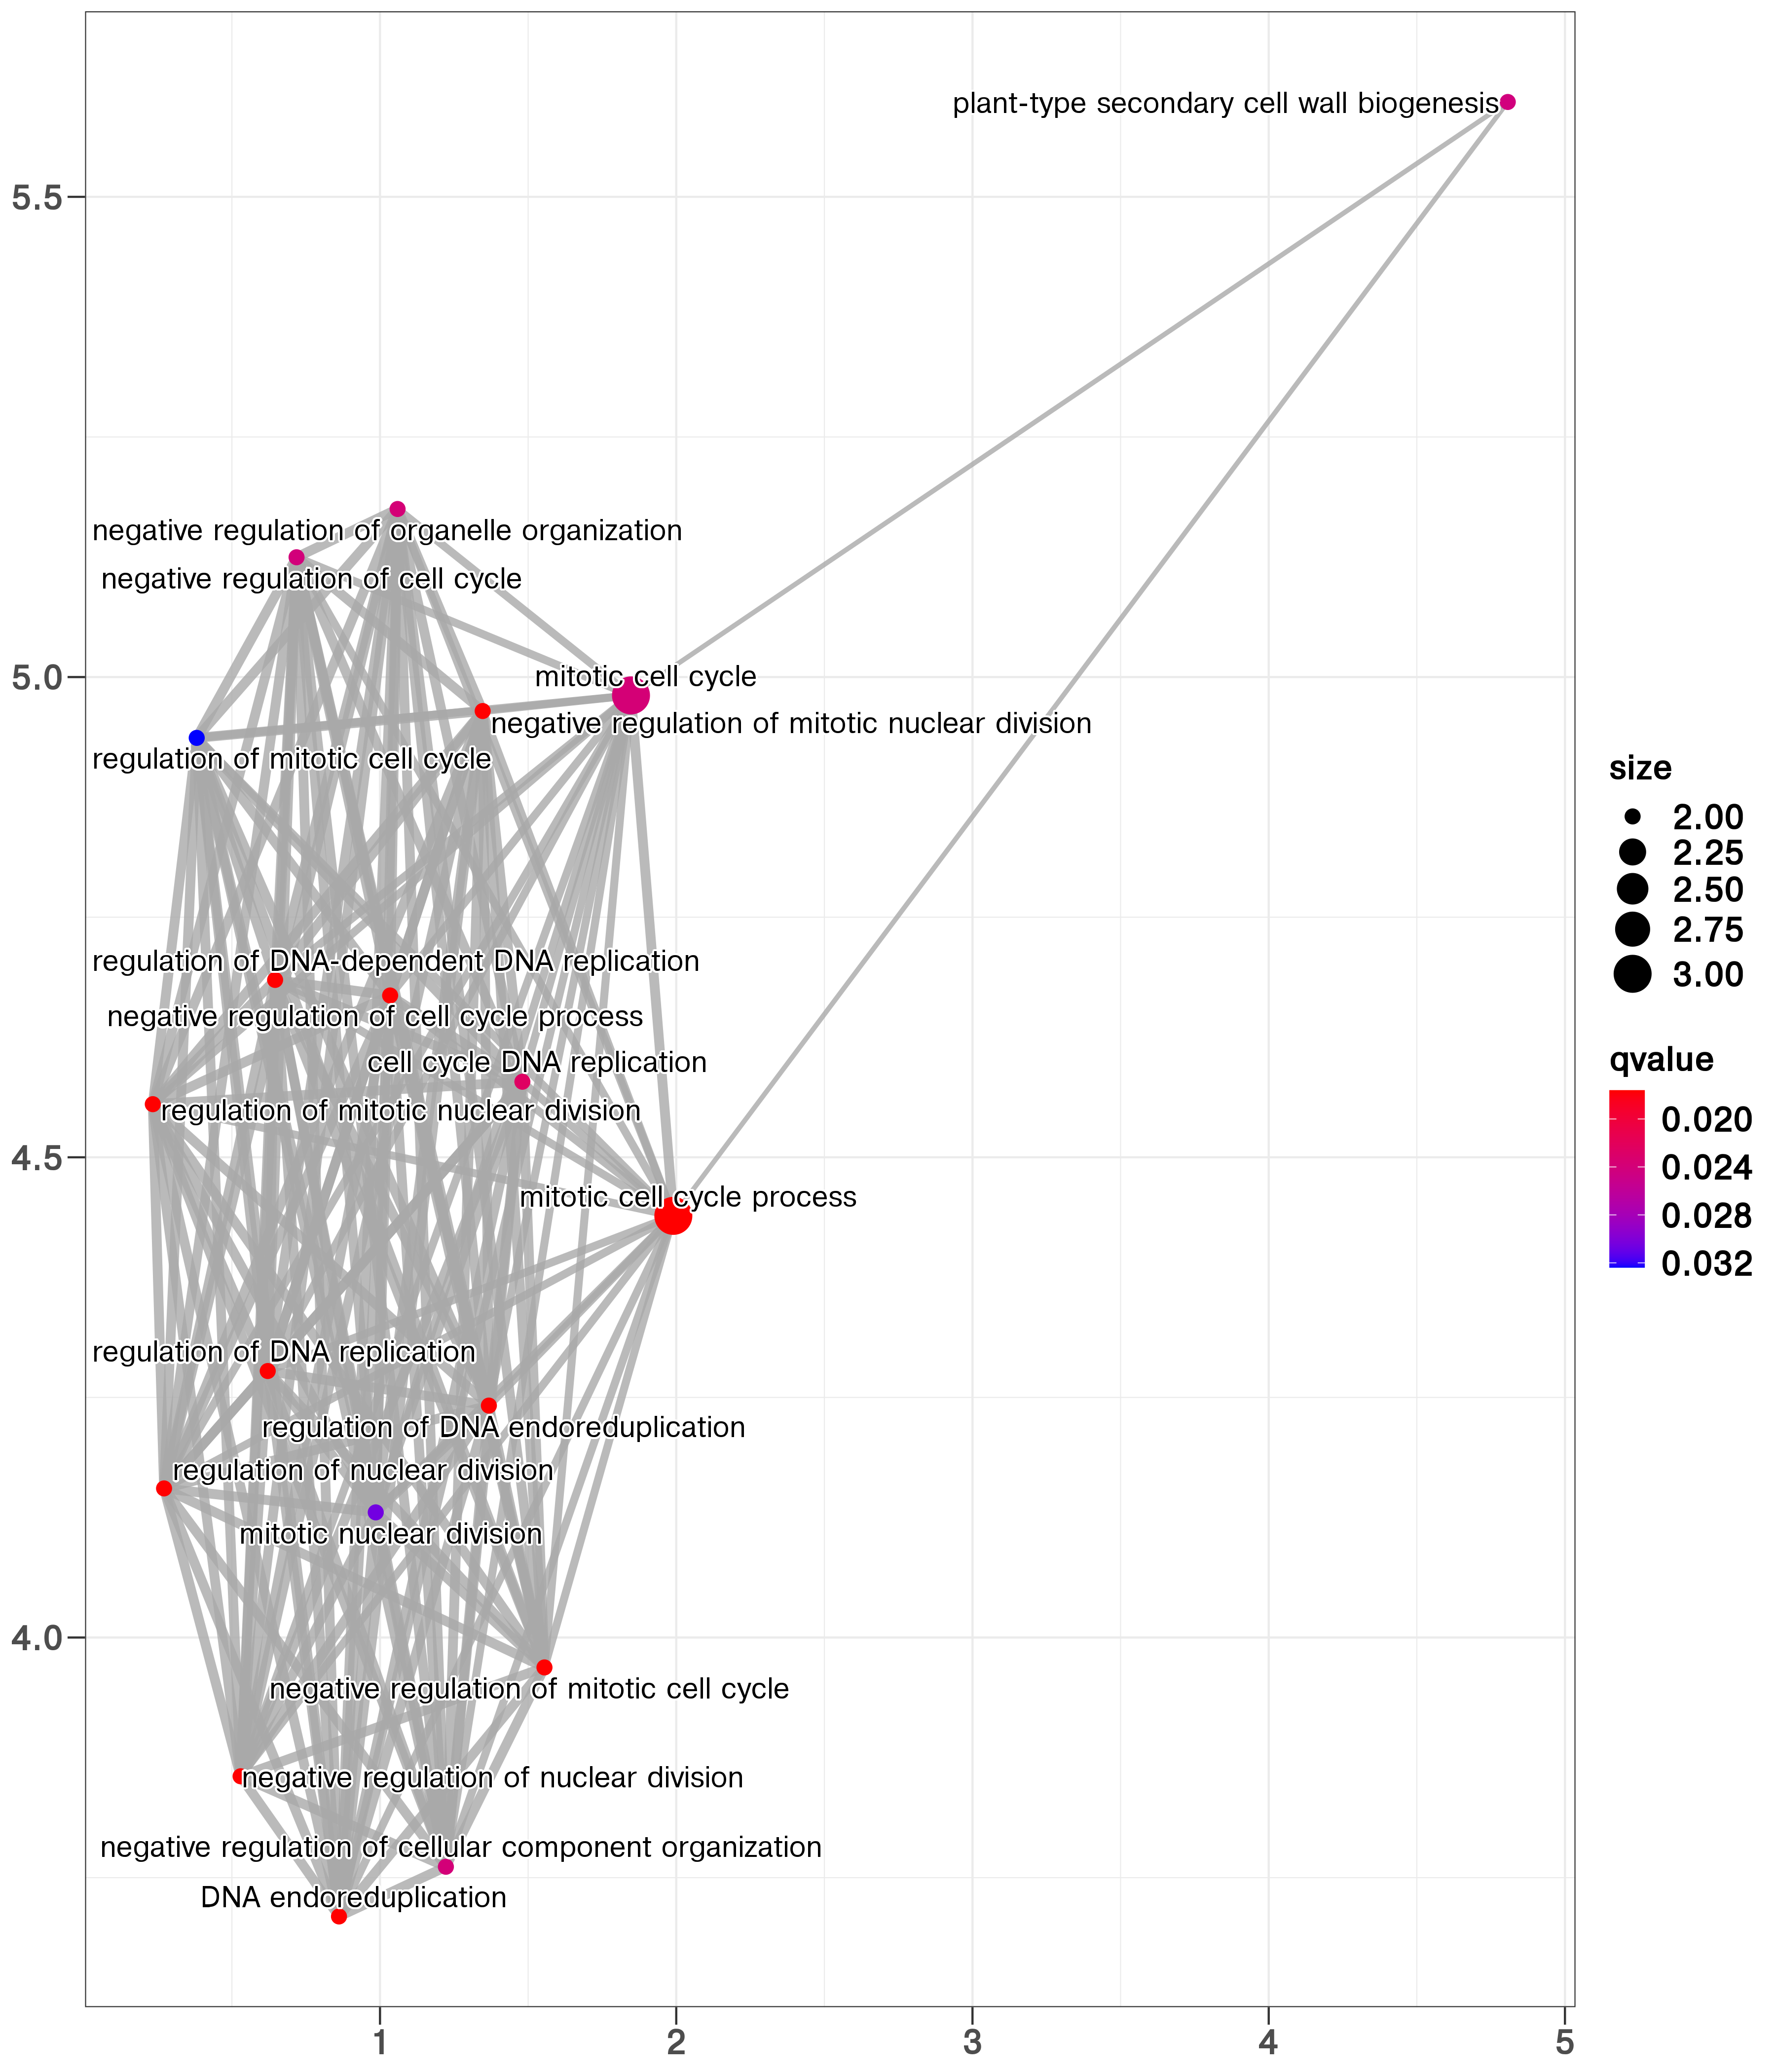 plant-type secondary cell wall biogenesis
5.5
negative regulation of organelle organization
negative regulation of cell cycle
5.0
mitotic cell cycle
negative regulation of mitotic nuclear division
regulation of mitotic cell cycle
size
2.00
2.25
2.50
2.75
3.00
regulation of DNA-dependent DNA replication
negative regulation of cell cycle process
cell cycle DNA replication
regulation of mitotic nuclear division
qvalue
0.020
0.024
0.028
0.032
4.5
mitotic cell cycle process
regulation of DNA replication
regulation of DNA endoreduplication
regulation of nuclear division
mitotic nuclear division
4.0
negative regulation of mitotic cell cycle
negative regulation of nuclear division
negative regulation of cellular component organization
DNA endoreduplication
1 2 3 4 5